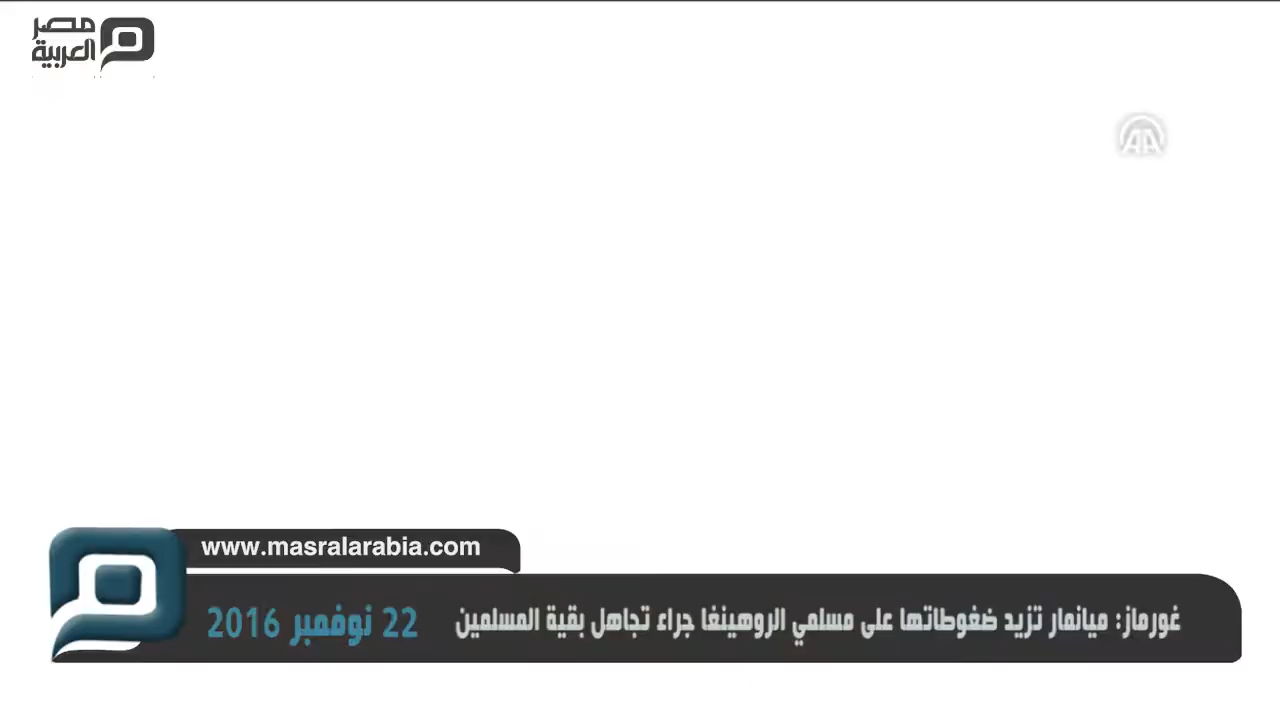 مصر
العربية
AA
www.masralarabia.com
غورماز: ميانمار تزيد ضغوطاتها على مسلمي الروهينغا جراء تجاهل بقية المسلمين 22 نوفمبر 2016